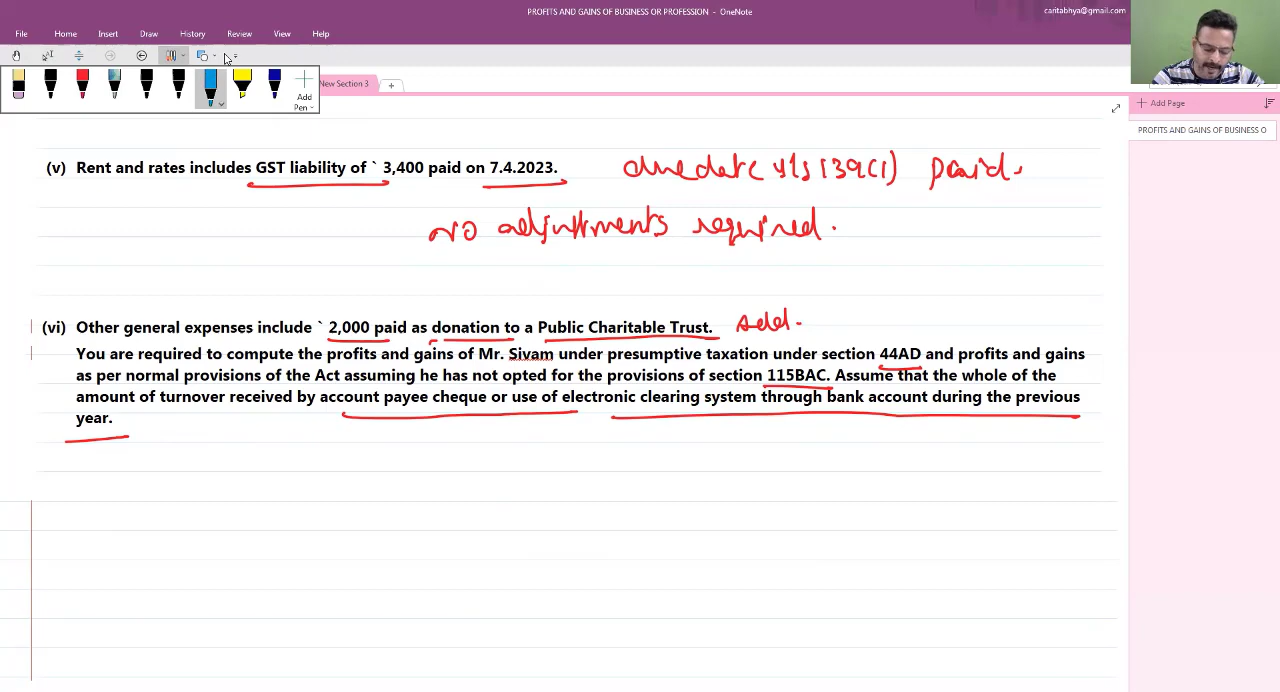 PROFITS AND GAINS OF BUSINESS OR PROFESSION - OneNote
caritabhya@gmail.com
File Home Insert Draw History Review View Help
Add Pen
New Section 3
Add Page
PROFITS AND GAINS OF BUSINESS O
(v) Rent and rates includes GST liability of ` 3,400 paid on 7.4.2023. due date u/s 139(1) paid.
no adjustments required.
(vi) Other general expenses include ` 2,000 paid as donation to a Public Charitable Trust. Add.
You are required to compute the profits and gains of Mr. Sivam under presumptive taxation under section 44AD and profits and gains
as per normal provisions of the Act assuming he has not opted for the provisions of section 115BAC. Assume that the whole of the
amount of turnover received by account payee cheque or use of electronic clearing system through bank account during the previous
year.